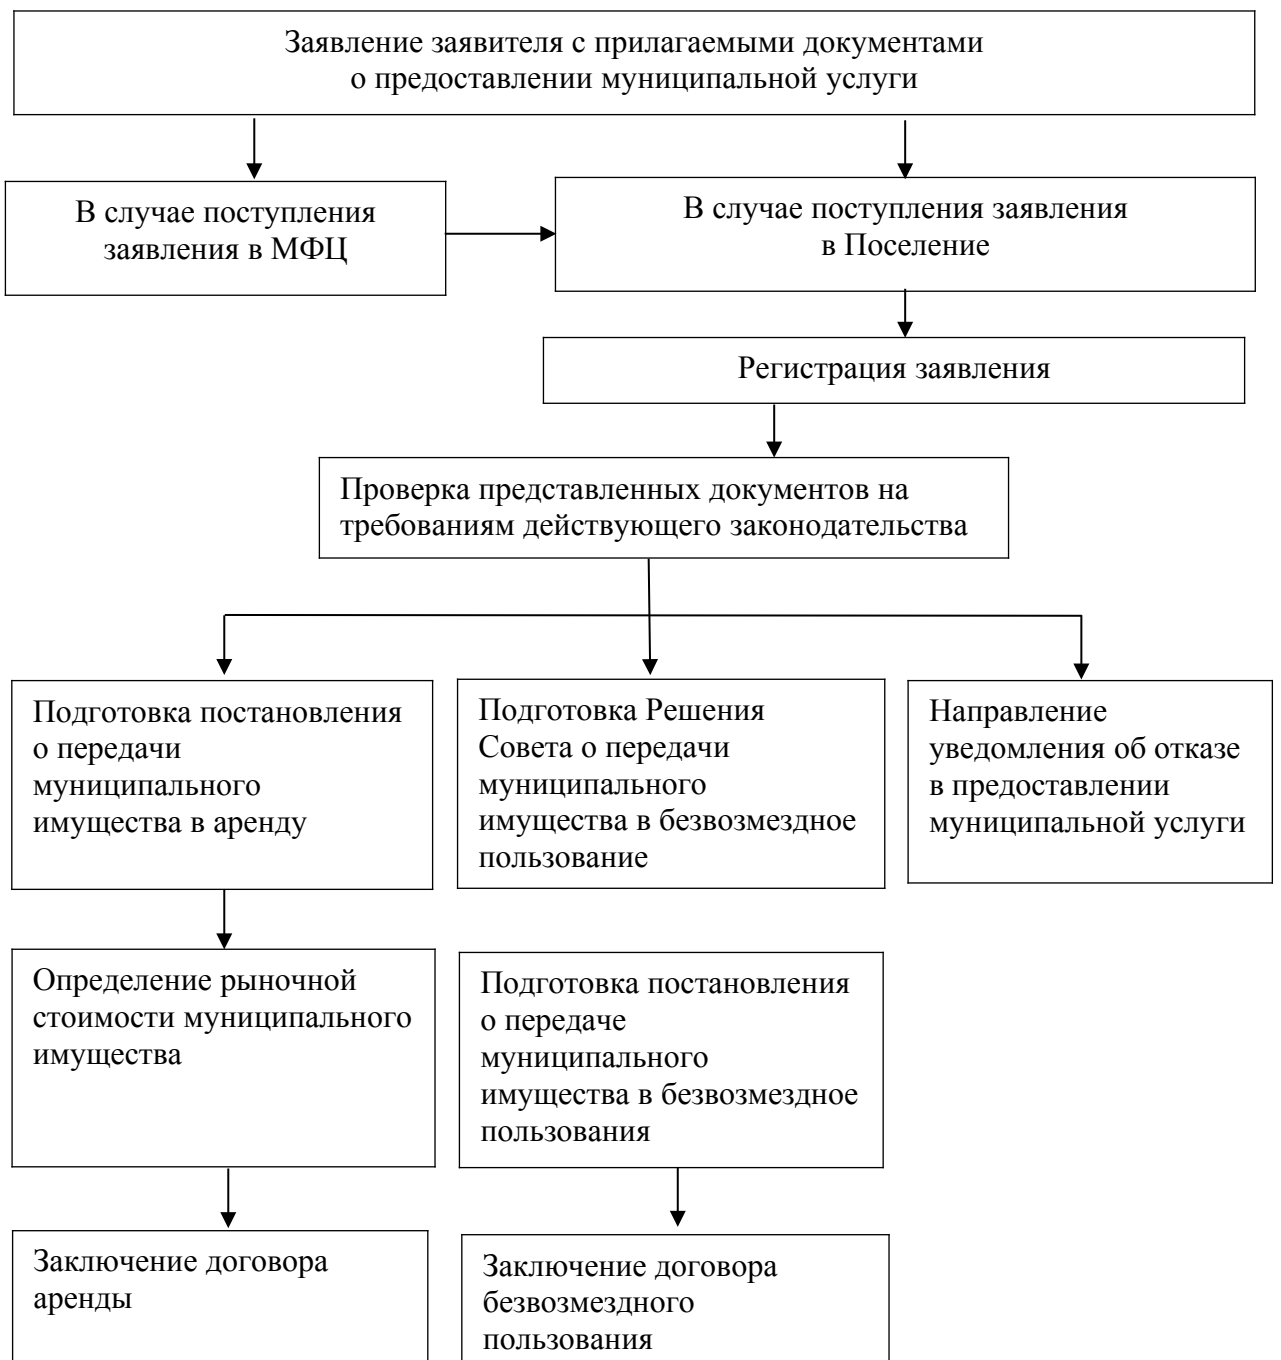 Заявление заявителя с прилагаемыми документами
о предоставлении муниципальной услуги
В случае поступления
заявления в МФЦ
В случае поступления заявления
в Поселение
Регистрация заявления
Проверка представленных документов на
требованиям действующего законодательства
Подготовка постановления
о передачи
муниципального
имущества в аренду
Подготовка Решения
Совета о передачи
муниципального
имущества в безвозмездное
пользование
Направление
уведомления об отказе
в предоставлении
муниципальной услуги
Определение рыночной
стоимости муниципального
имущества
Подготовка постановления
о передаче
муниципального
имущества в безвозмездное
пользования
Заключение договора
аренды
Заключение договора
безвозмездного
пользования